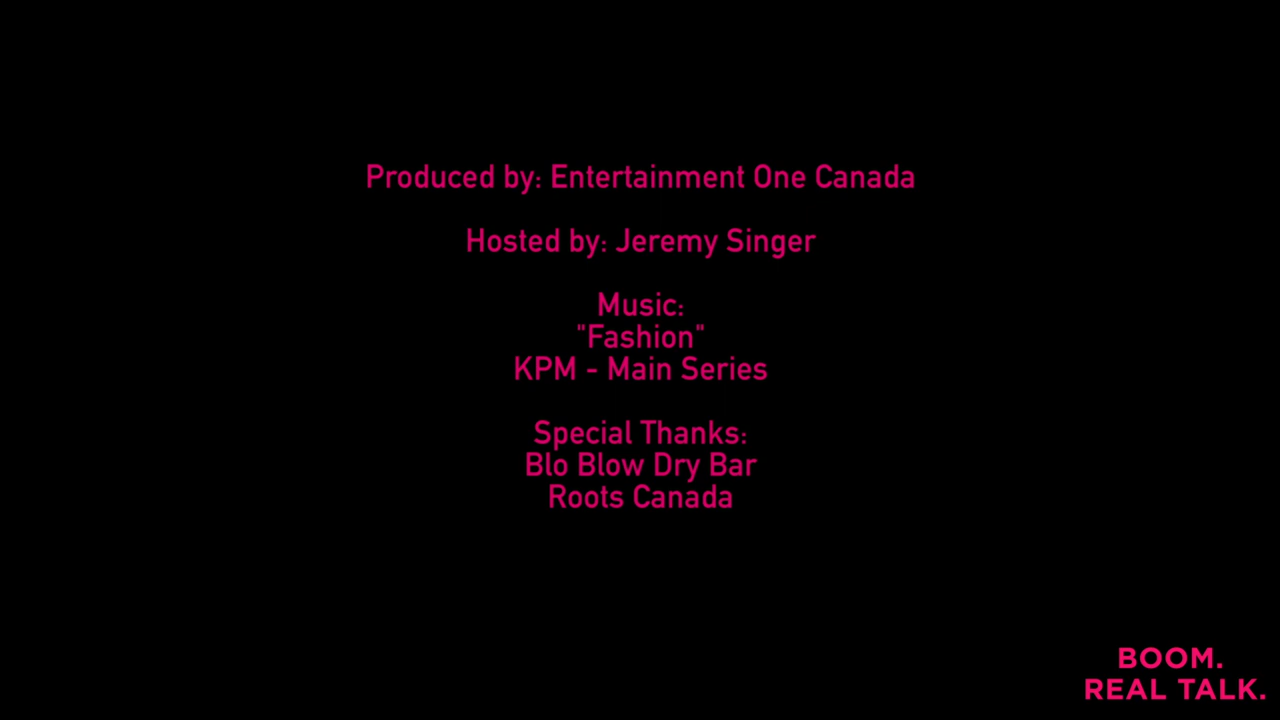 Produced by: Entertainment One Canada
Hosted by: Jeremy Singer
Music:
"Fashion"
KPM - Main Series
Special Thanks:
Blo Blow Dry Bar
Roots Canada
BOOM.
REAL TALK.